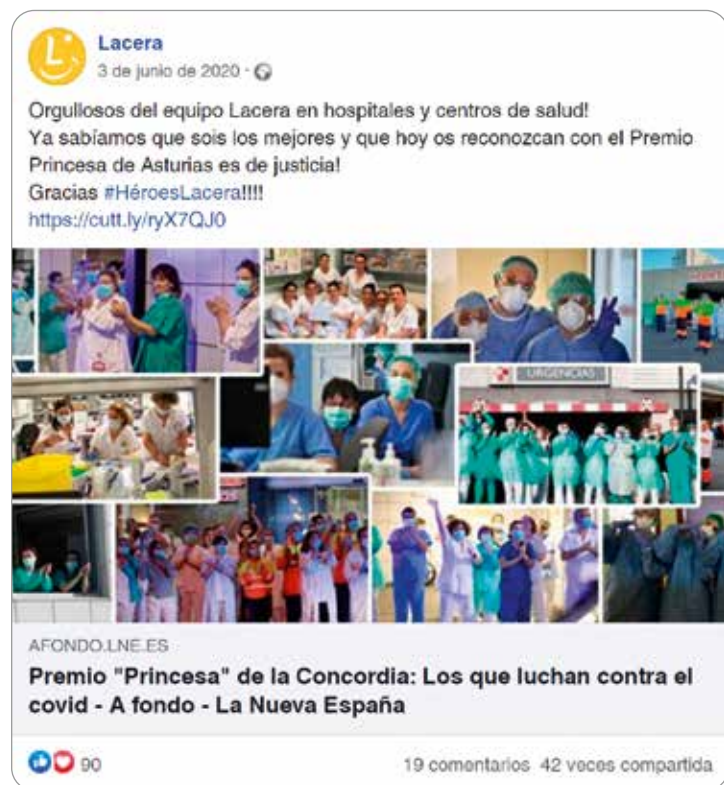 Lacera
3 de junio de 2020 ·
Orgullosos del equipo Lacera en hospitales y centros de salud!
Ya sabíamos que sois los mejores y que hoy os reconozcan con el Premio
Princesa de Asturias es de justicia!
Gracias #HéroesLacera!!!!
https://cutt.ly/ryX7QJ0
URGENCIAS
AFONDO.LNE.ES
Premio "Princesa" de la Concordia: Los que luchan contra el
covid - A fondo - La Nueva España
90
19 comentarios 42 veces compartida